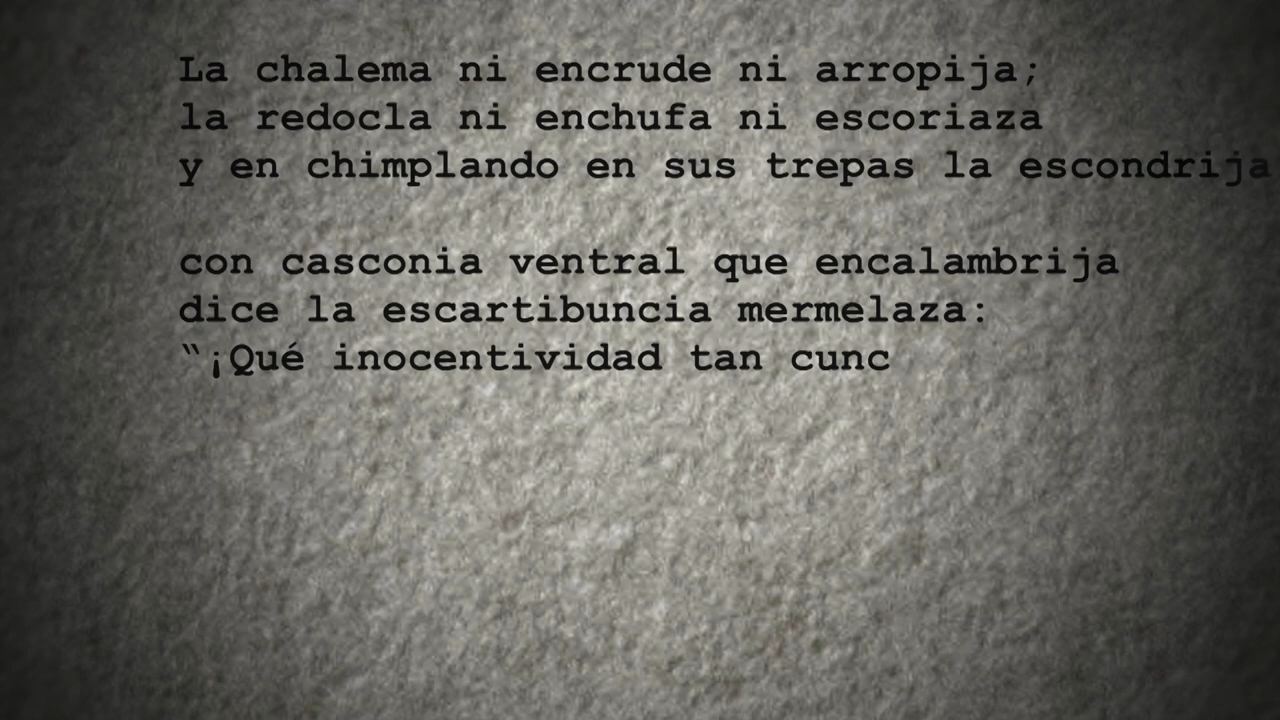 La chalema ni encrude ni arropija;
la redocla ni enchufa ni escoriaza
y en chimplando en sus trepas la escondrija
con casconia ventral que encalambrija
dice la escartibuncia mermelaza:
“¡Qué inocentividad tan cunc